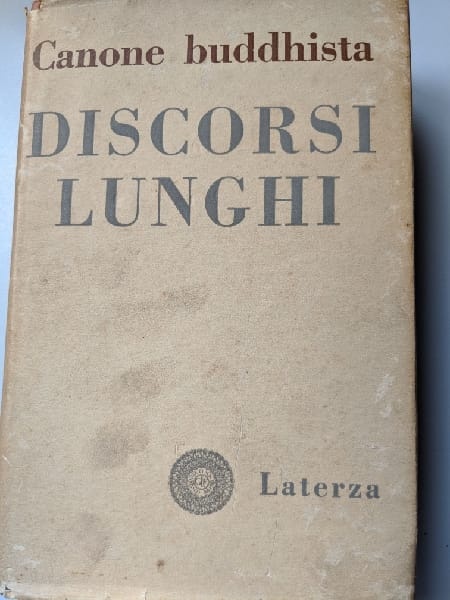 Canone buddhista
DISCORSI
LUNGHI
Laterza